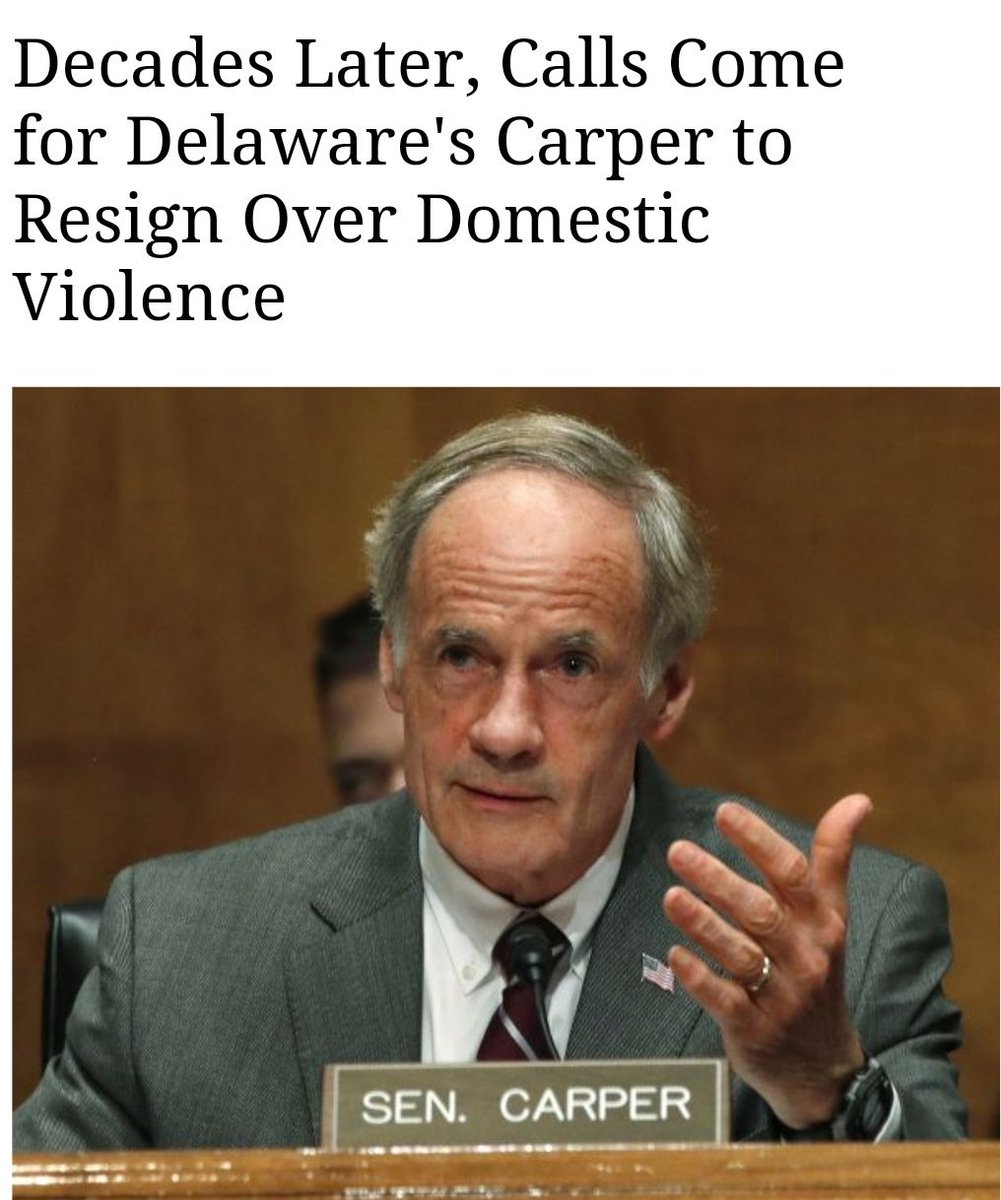 Decades Later, Calls Come
for Delaware's Carper to
Resign Over Domestic
Violence
SEN. CARPER